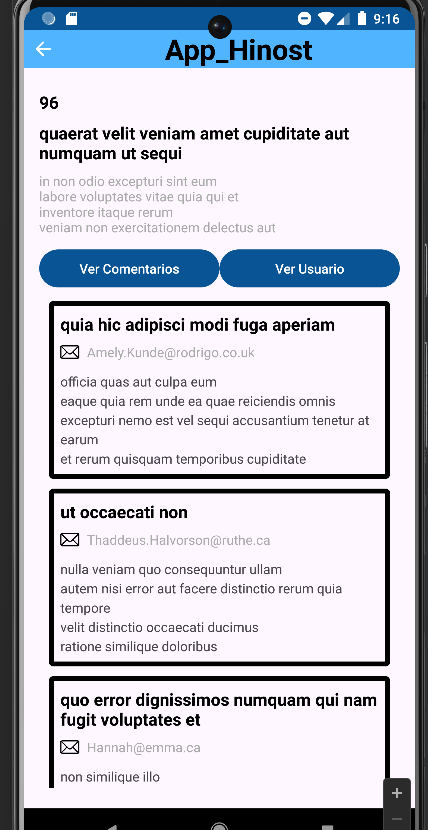 9:16
App_Hinost
96
quaerat velit veniam amet cupiditate aut
numquam ut sequi
in non odio excepturi sint eum
labore voluptates vitae quia qui et
inventore itaque rerum
veniam non exercitationem delectus aut
Ver Comentarios
Ver Usuario
quia hic adipisci modi fuga aperiam
Amely.Kunde@rodrigo.co.uk
officia quas aut culpa eum
eaque quia rem unde ea quae reiciendis omnis
excepturi nemo est vel sequi accusantium tenetur at
earum
et rerum quisquam temporibus cupiditate
ut occaecati non
Thaddeus.Halvorson@ruthe.ca
nulla veniam quo consequuntur ullam
autem nisi error aut facere distinctio rerum quia
tempore
velit distinctio occaecati ducimus
ratione similique doloribus
quo error dignissimos numquam qui nam
fugit voluptates et
Hannah@emma.ca
non similique illo